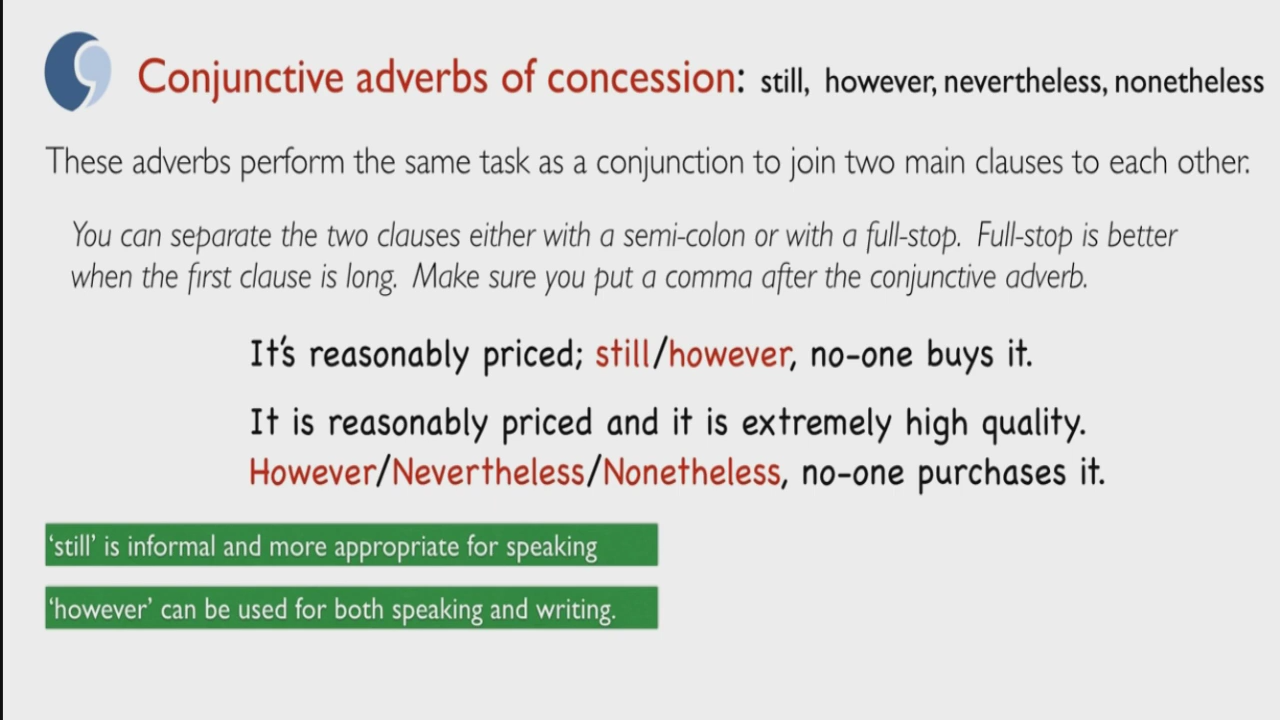 Conjunctive adverbs of concession: still, however, nevertheless, nonetheless
These adverbs perform the same task as a conjunction to join two main clauses to each other.
You can separate the two clauses either with a semi-colon or with a full-stop. Full-stop is better
when the first clause is long. Make sure you put a comma after the conjunctive adverb.
It's reasonably priced; still/however, no-one buys it.
It is reasonably priced and it is extremely high quality.
However/Nevertheless/Nonetheless, no-one purchases it.
‘still’ is informal and more appropriate for speaking
‘however’ can be used for both speaking and writing.